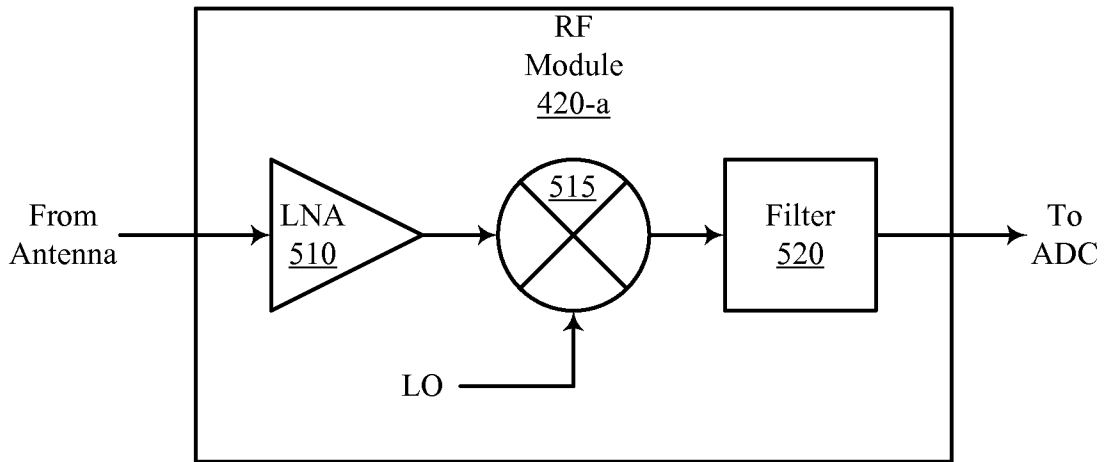 RF
Module
420-a
From
Antenna
LNA
510
515
Filter
520
To
ADC
LO